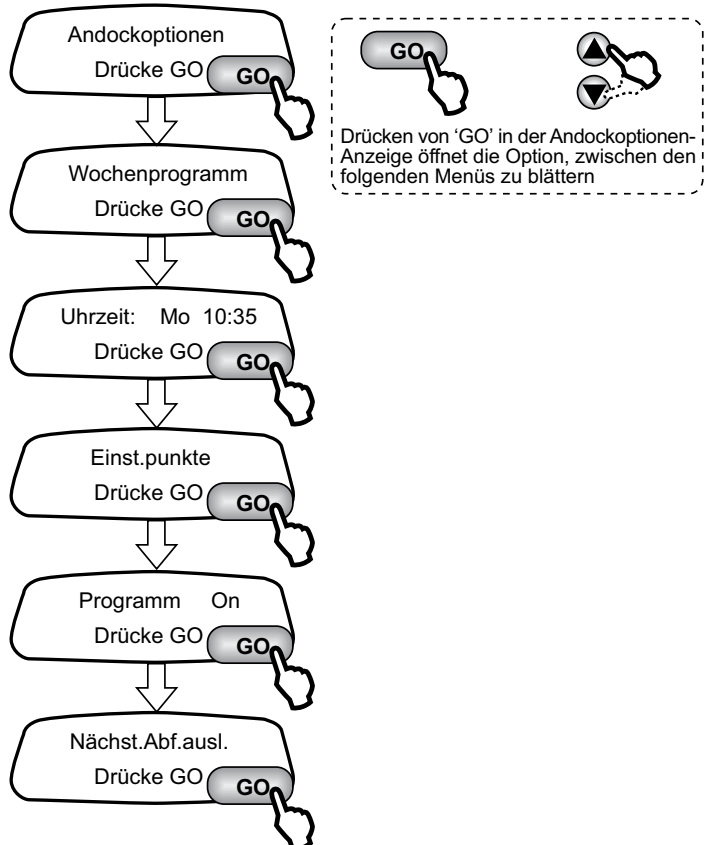 Andockoptionen
Drücke GO GO
Wochenprogramm
Drücke GO GO
Uhrzeit: Mo 10:35
Drücke GO GO
Einst.punkte
Drücke GO GO
Programm On
Drücke GO GO
Nächst.Abf.ausl.
Drücke GO GO
GO
Drücken von ‘GO’ in der Andockoptionen-
Anzeige öffnet die Option, zwischen den
folgenden Menüs zu blättern